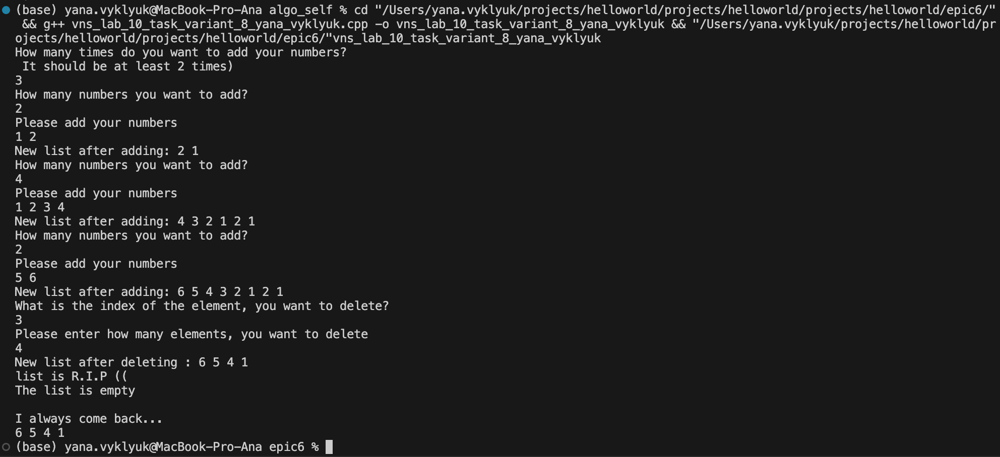 (base) yana.vyklyuk@MacBook-Pro-Ana algo_self % cd "/Users/yana.vyklyuk/projects/helloworld/projects/helloworld/projects/helloworld/epic6/"
 && g++ vns_lab_10_task_variant_8_yana_vyklyuk.cpp -o vns_lab_10_task_variant_8_yana_vyklyuk && "/Users/yana.vyklyuk/projects/helloworld/pr
ojects/helloworld/projects/helloworld/epic6/"vns_lab_10_task_variant_8_yana_vyklyuk
How many times do you want to add your numbers?
 It should be at least 2 times)
3
How many numbers you want to add?
2
Please add your numbers
1 2
New list after adding: 2 1
How many numbers you want to add?
4
Please add your numbers
1 2 3 4
New list after adding: 4 3 2 1 2 1
How many numbers you want to add?
2
Please add your numbers
5 6
New list after adding: 6 5 4 3 2 1 2 1
What is the index of the element, you want to delete?
3
Please enter how many elements, you want to delete
4
New list after deleting : 6 5 4 1
list is R.I.P ((
The list is empty

I always come back...
6 5 4 1
(base) yana.vyklyuk@MacBook-Pro-Ana epic6 %